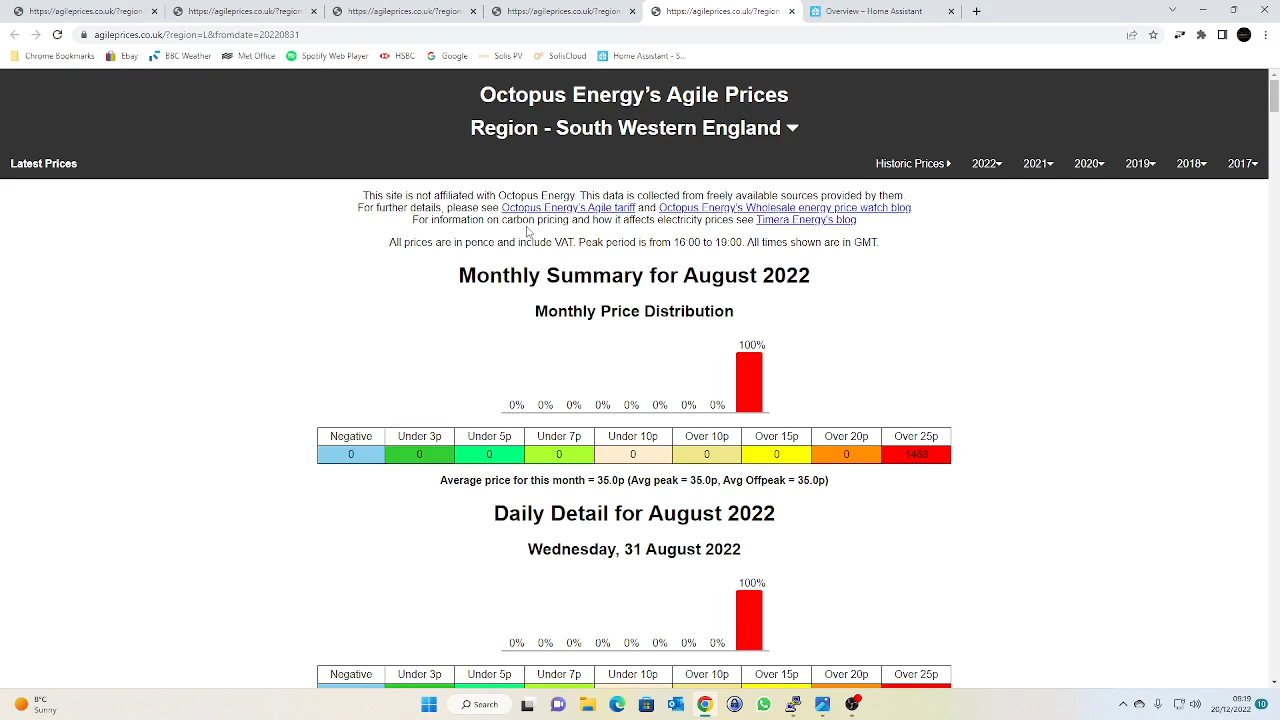 https://agileprices.co.uk/?region
https://agileprices.co.uk/?region
https://agileprices.co.uk/?region
https://agileprices.co.uk/?region
https://agileprices.co.uk/?region
Overview – Home Assistant
agileprices.co.uk/?region=L&fromdate=20220831
Chrome Bookmarks
Ebay
BBC Weather
Met Office
Spotify Web Player
HSBC
Google
Solis PV
SolisCloud
Home Assistant - S...
Octopus Energy's Agile Prices
Region - South Western England
Latest Prices
Historic Prices 2022 2021 2020 2019 2018 2017
This site is not affiliated with Octopus Energy. This data is collected from freely available sources provided by them.
For further details, please see Octopus Energy's Agile tariff and Octopus Energy's Wholesale energy price watch blog
For information on carbon pricing and how it affects electricity prices see Timera Energy's blog
All prices are in pence and include VAT. Peak period is from 16:00 to 19:00. All times shown are in GMT.
Monthly Summary for August 2022
Monthly Price Distribution
100%
0% 0% 0% 0% 0% 0% 0% 0%
Negative Under 3p Under 5p Under 7p Under 10p Over 10p Over 15p Over 20p Over 25p
0 0 0 0 0 0 0 0 1488
Average price for this month = 35.0p (Avg peak = 35.0p, Avg Offpeak = 35.0p)
Daily Detail for August 2022
Wednesday, 31 August 2022
100%
0% 0% 0% 0% 0% 0% 0% 0%
Negative Under 3p Under 5p Under 7p Under 10p Over 10p Over 15p Over 20p Over 25p
8°C
Sunny
Search
09:19
20/12/2022
10